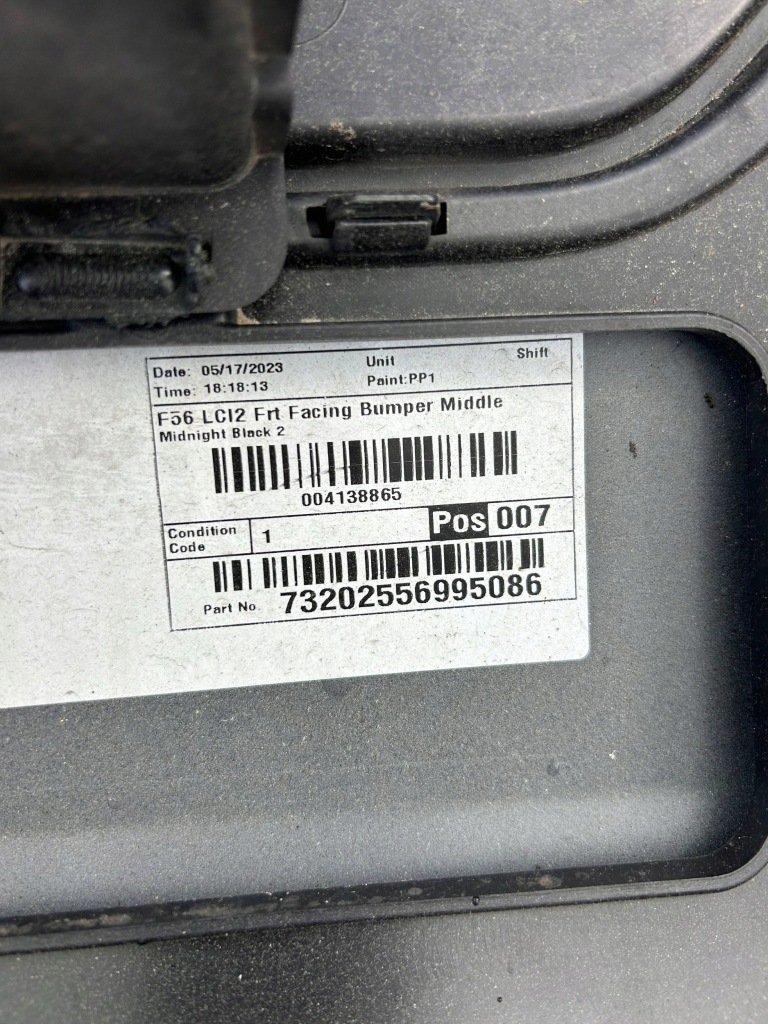 Date: 05/17/2023 Unit Shift
Time: 18:18:13 Paint:PP1
F56 LCI2 Frt Facing Bumper Middle
Midnight Black 2
004138865
Condition Code 1 Pos 007
Part No. 73202556995086